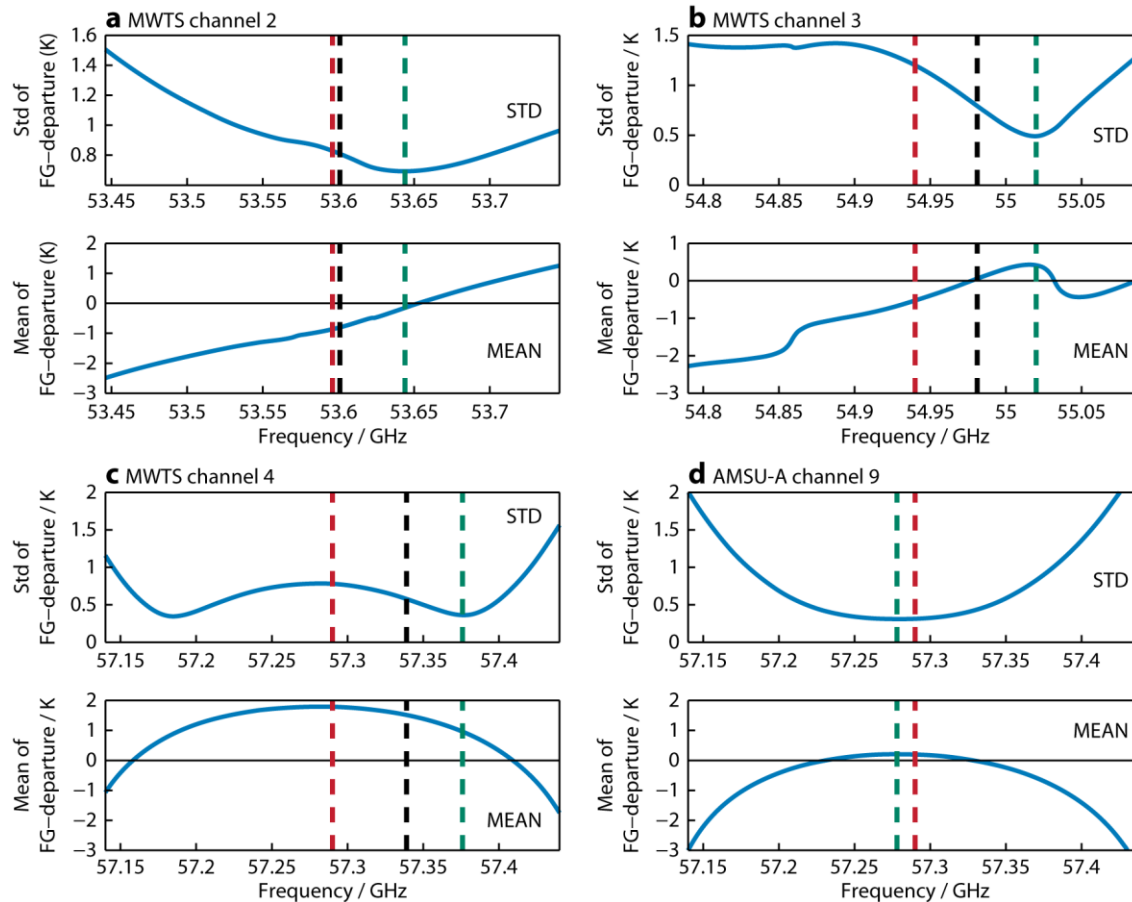 a MWTS channel 2
Std of
FG−departure (K)
1.6
1.4
1.2
1
0.8
STD
53.45 53.5 53.55 53.6 53.65 53.7
Mean of
FG−departure (K)
2
1
0
−1
−2
−3
MEAN
53.45 53.5 53.55 53.6 53.65 53.7
Frequency / GHz
b MWTS channel 3
Std of
FG−departure / K
1.5
1
0.5
0
STD
54.8 54.85 54.9 54.95 55 55.05
Mean of
FG−departure / K
1
0
−1
−2
−3
MEAN
54.8 54.85 54.9 54.95 55 55.05
Frequency / GHz
c MWTS channel 4
Std of
FG−departure / K
2
1.5
1
0.5
0
STD
57.15 57.2 57.25 57.3 57.35 57.4
Mean of
FG−departure / K
2
1
0
−1
−2
−3
MEAN
57.15 57.2 57.25 57.3 57.35 57.4
Frequency / GHz
d AMSU-A channel 9
Std of
FG−departure / K
2
1.5
1
0.5
0
STD
57.15 57.2 57.25 57.3 57.35 57.4
Mean of
FG−departure / K
2
1
0
−1
−2
−3
MEAN
57.15 57.2 57.25 57.3 57.35 57.4
Frequency / GHz